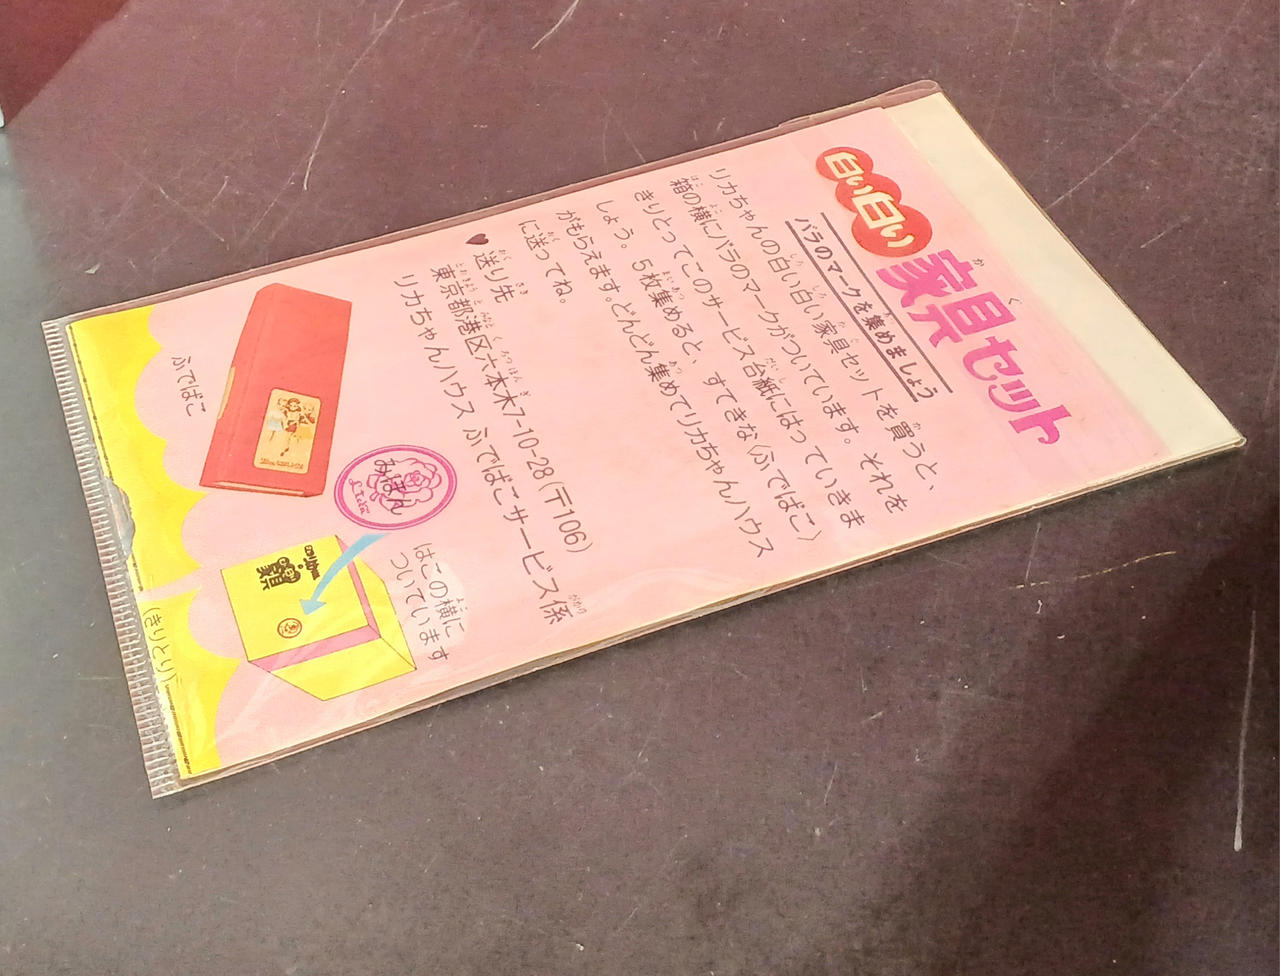 白い白い
家具セット
バラのマークを集めましょう
リカちゃんの白い白い家具セットを買うと、
箱の横にバラのマークがついています。それを
きりとってこのサービス台紙にはっていきま
しょう。5枚集めると、すてきな〈ふでばこ〉
がもらえます。どんどん集めてリカちゃんハウス
に送ってね。
♥送り先
東京都港区六本木7-10-28(〒106)
リカちゃんハウス ふでばこサービス係
ふでばこ
みほん
はこの横に
ついています
(きりとり)